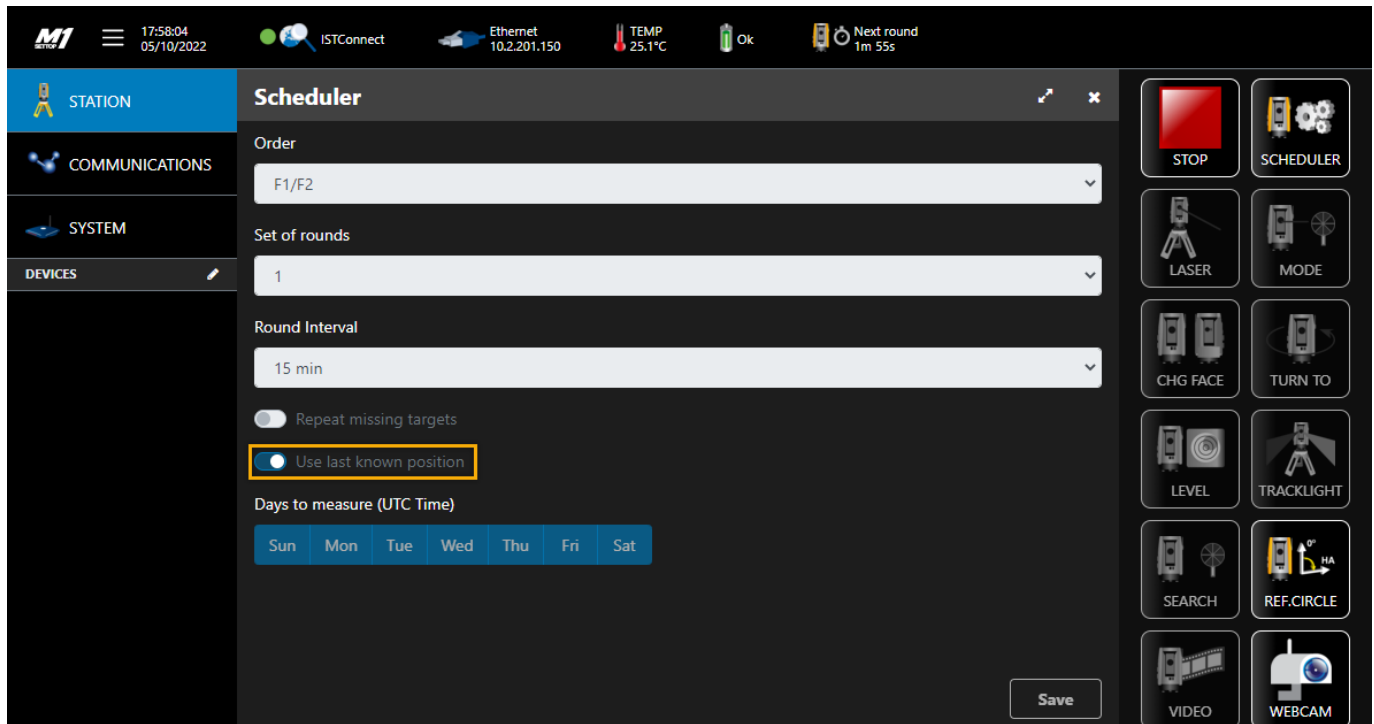 M1
SETTOP
17:58:04
05/10/2022
ISTConnect
Ethernet
10.2.201.150
TEMP
25.1°C
Ok
Next round
1m 55s
STATION
COMMUNICATIONS
SYSTEM
DEVICES
Scheduler
Order
F1/F2
Set of rounds
1
Round Interval
15 min
Repeat missing targets
Use last known position
Days to measure (UTC Time)
Sun Mon Tue Wed Thu Fri Sat
Save
STOP
SCHEDULER
LASER
MODE
CHG FACE
TURN TO
LEVEL
TRACKLIGHT
SEARCH
0°
HA
REF.CIRCLE
VIDEO
WEBCAM